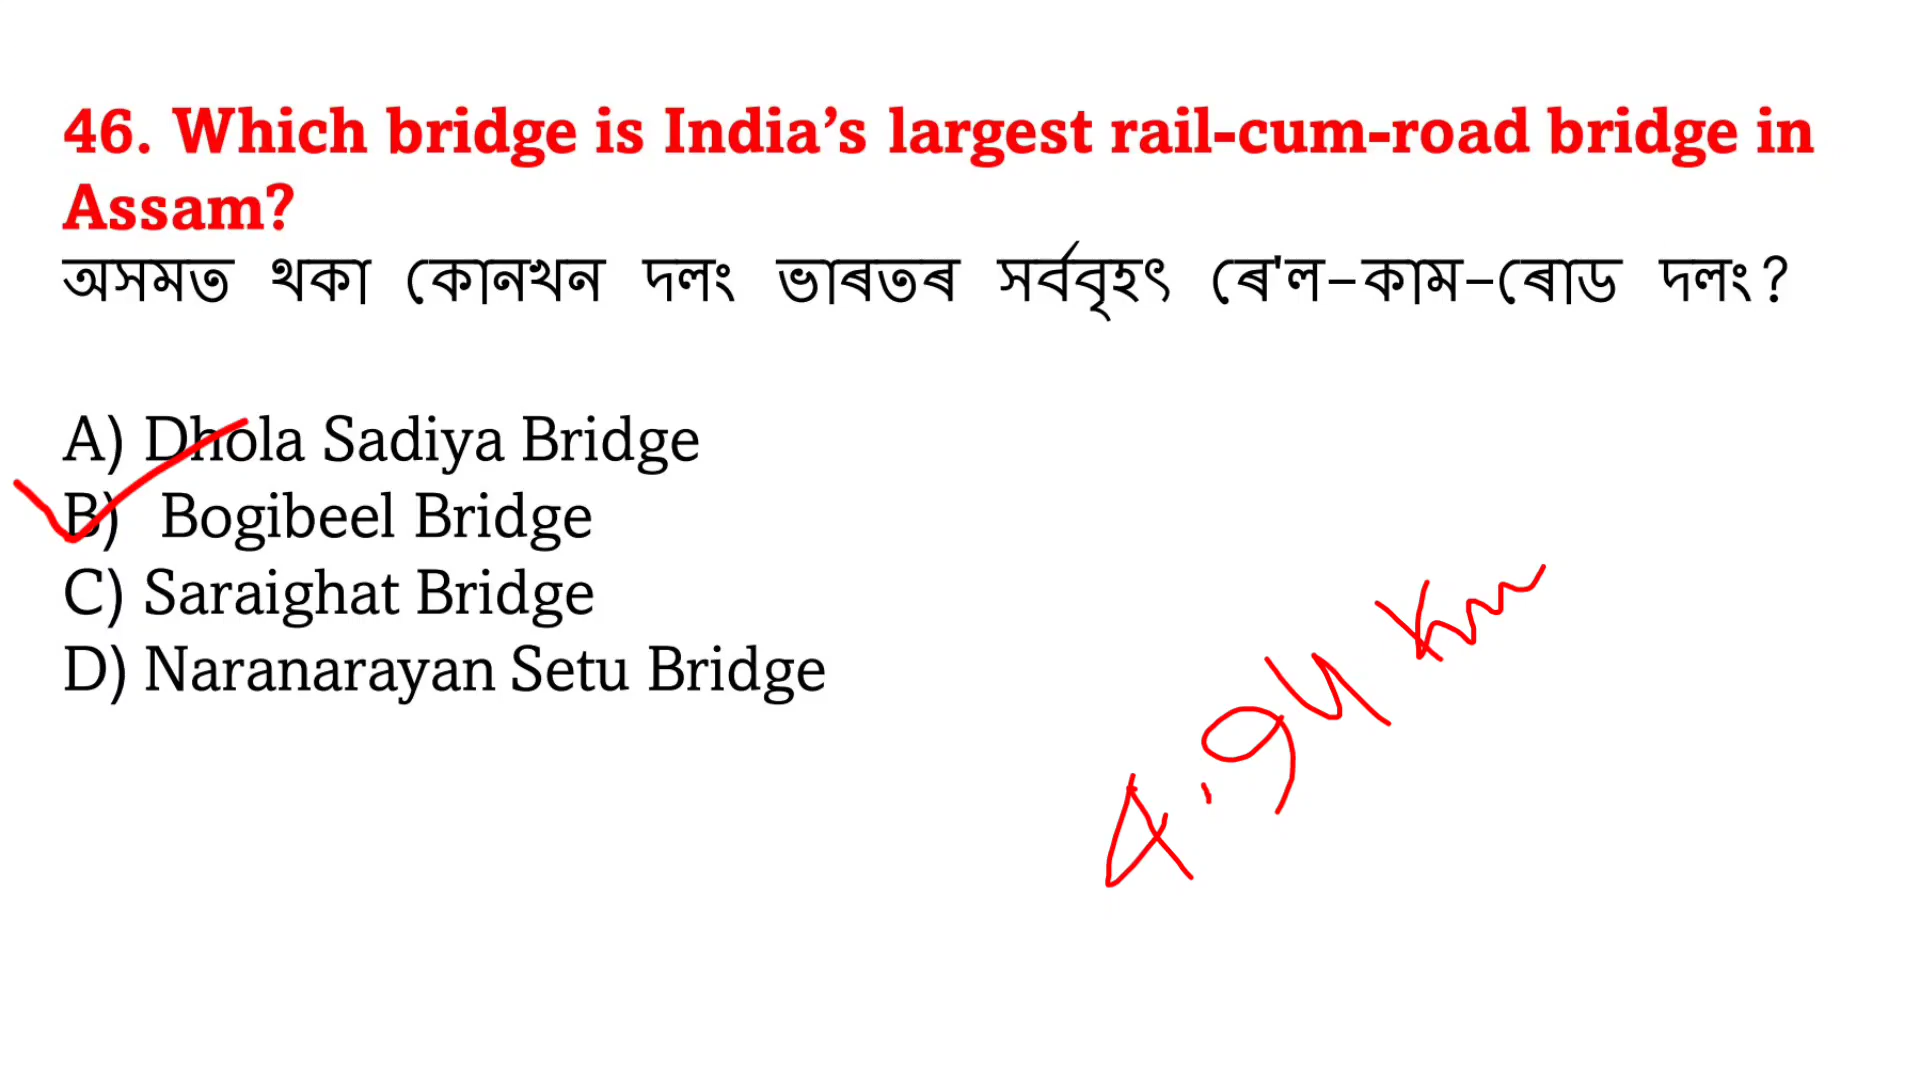 46. Which bridge is India’s largest rail-cum-road bridge in
Assam?
অসমত থকা কোনখন দলং ভাৰতৰ সৰ্ববৃহৎ ৰে'ল-কাম-ৰোড দলং?
A) Dhola Sadiya Bridge
B) Bogibeel Bridge
C) Saraighat Bridge
D) Naranarayan Setu Bridge
4.94 Km